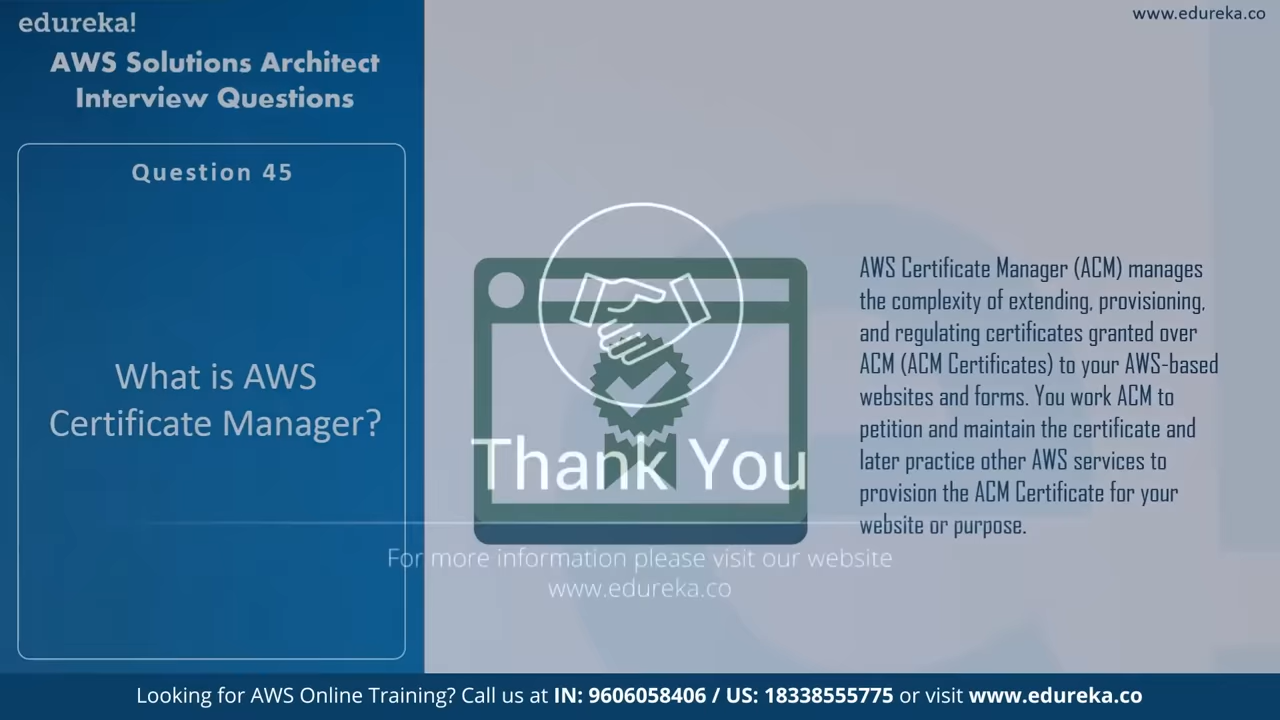 edureka!
www.edureka.co
AWS Solutions Architect
Interview Questions
Question 45
What is AWS
Certificate Manager?
AWS Certificate Manager (ACM) manages
the complexity of extending, provisioning,
and regulating certificates granted over
ACM (ACM Certificates) to your AWS-based
websites and forms. You work ACM to
petition and maintain the certificate and
later practice other AWS services to
provision the ACM Certificate for your
website or purpose.
Thank You
For more information please visit our website
www.edureka.co
Looking for AWS Online Training? Call us at IN: 9606058406 / US: 18338555775 or visit www.edureka.co